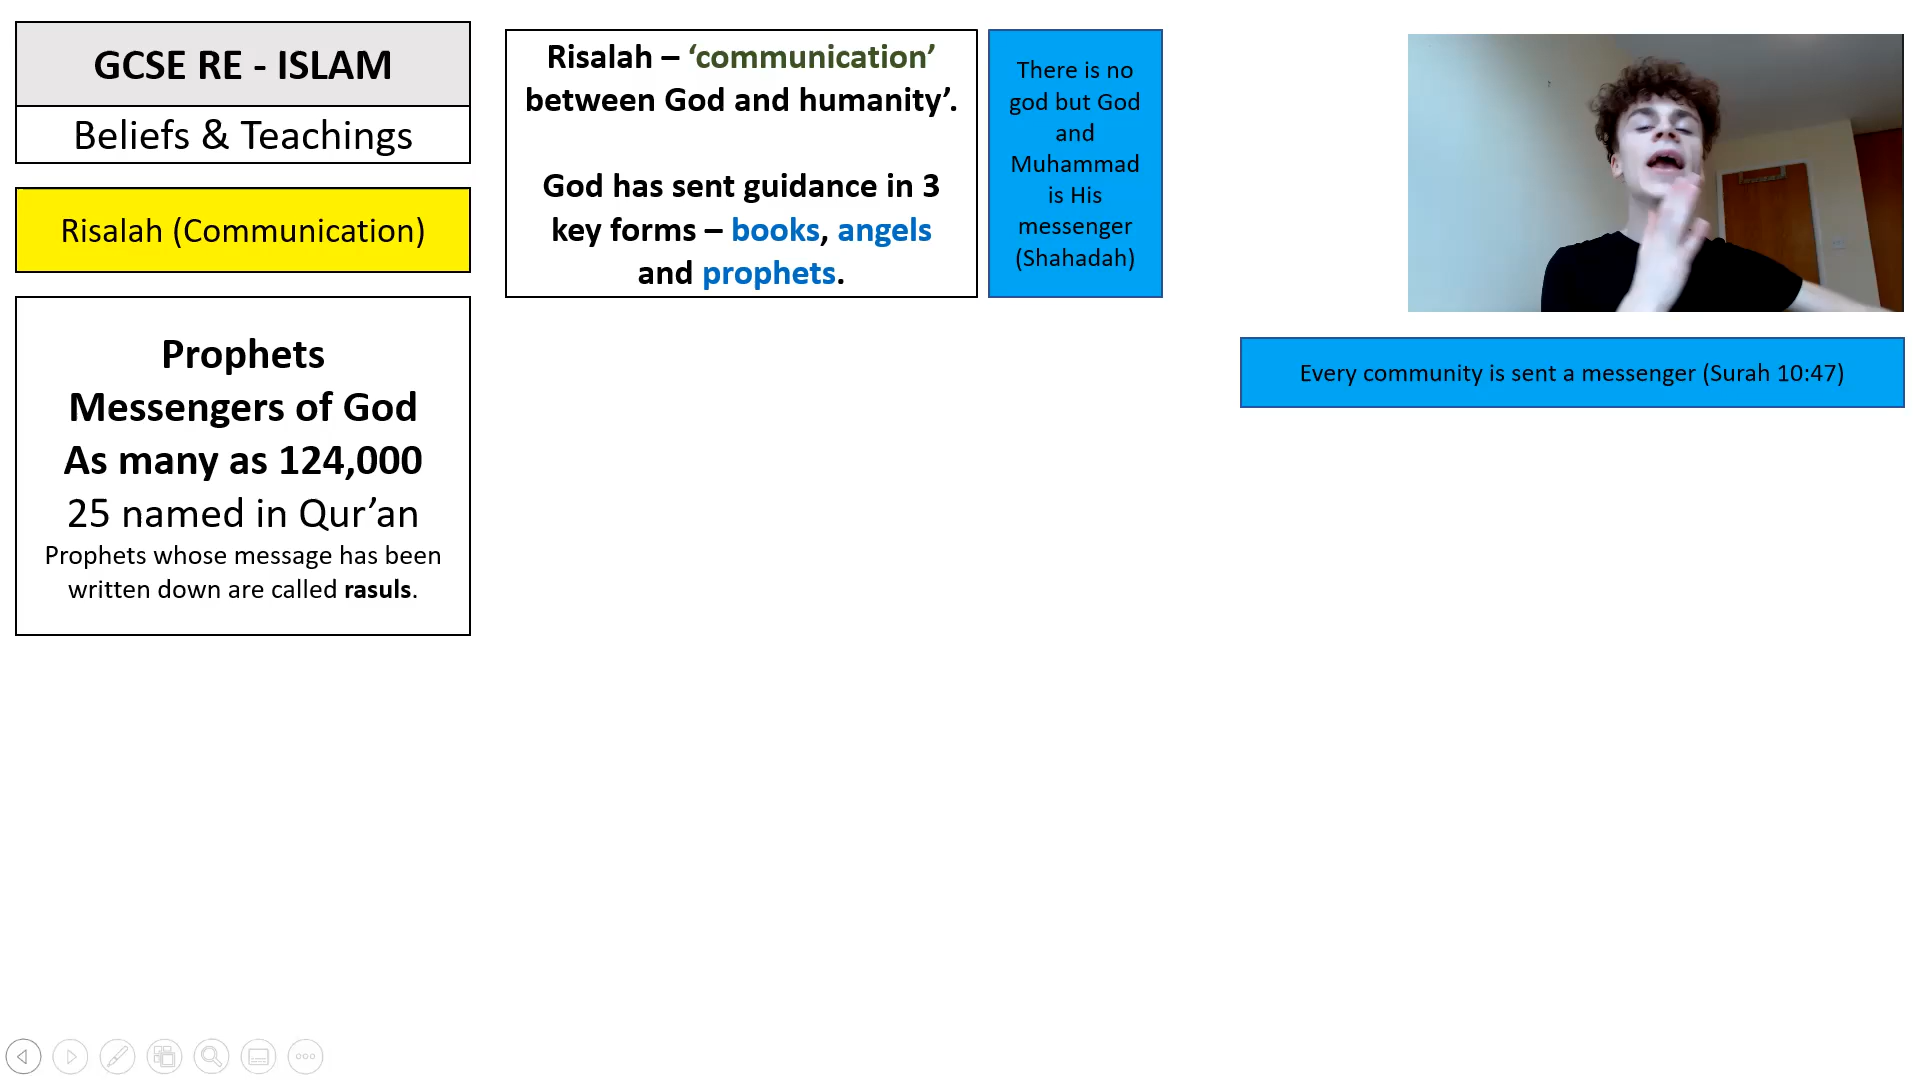 GCSE RE - ISLAM
Beliefs & Teachings
Risalah (Communication)
Prophets
Messengers of God
As many as 124,000
25 named in Qur’an
Prophets whose message has been
written down are called rasuls.
Risalah – ‘communication’
between God and humanity’.
God has sent guidance in 3
key forms – books, angels
and prophets.
There is no
god but God
and
Muhammad
is His
messenger
(Shahadah)
Every community is sent a messenger (Surah 10:47)